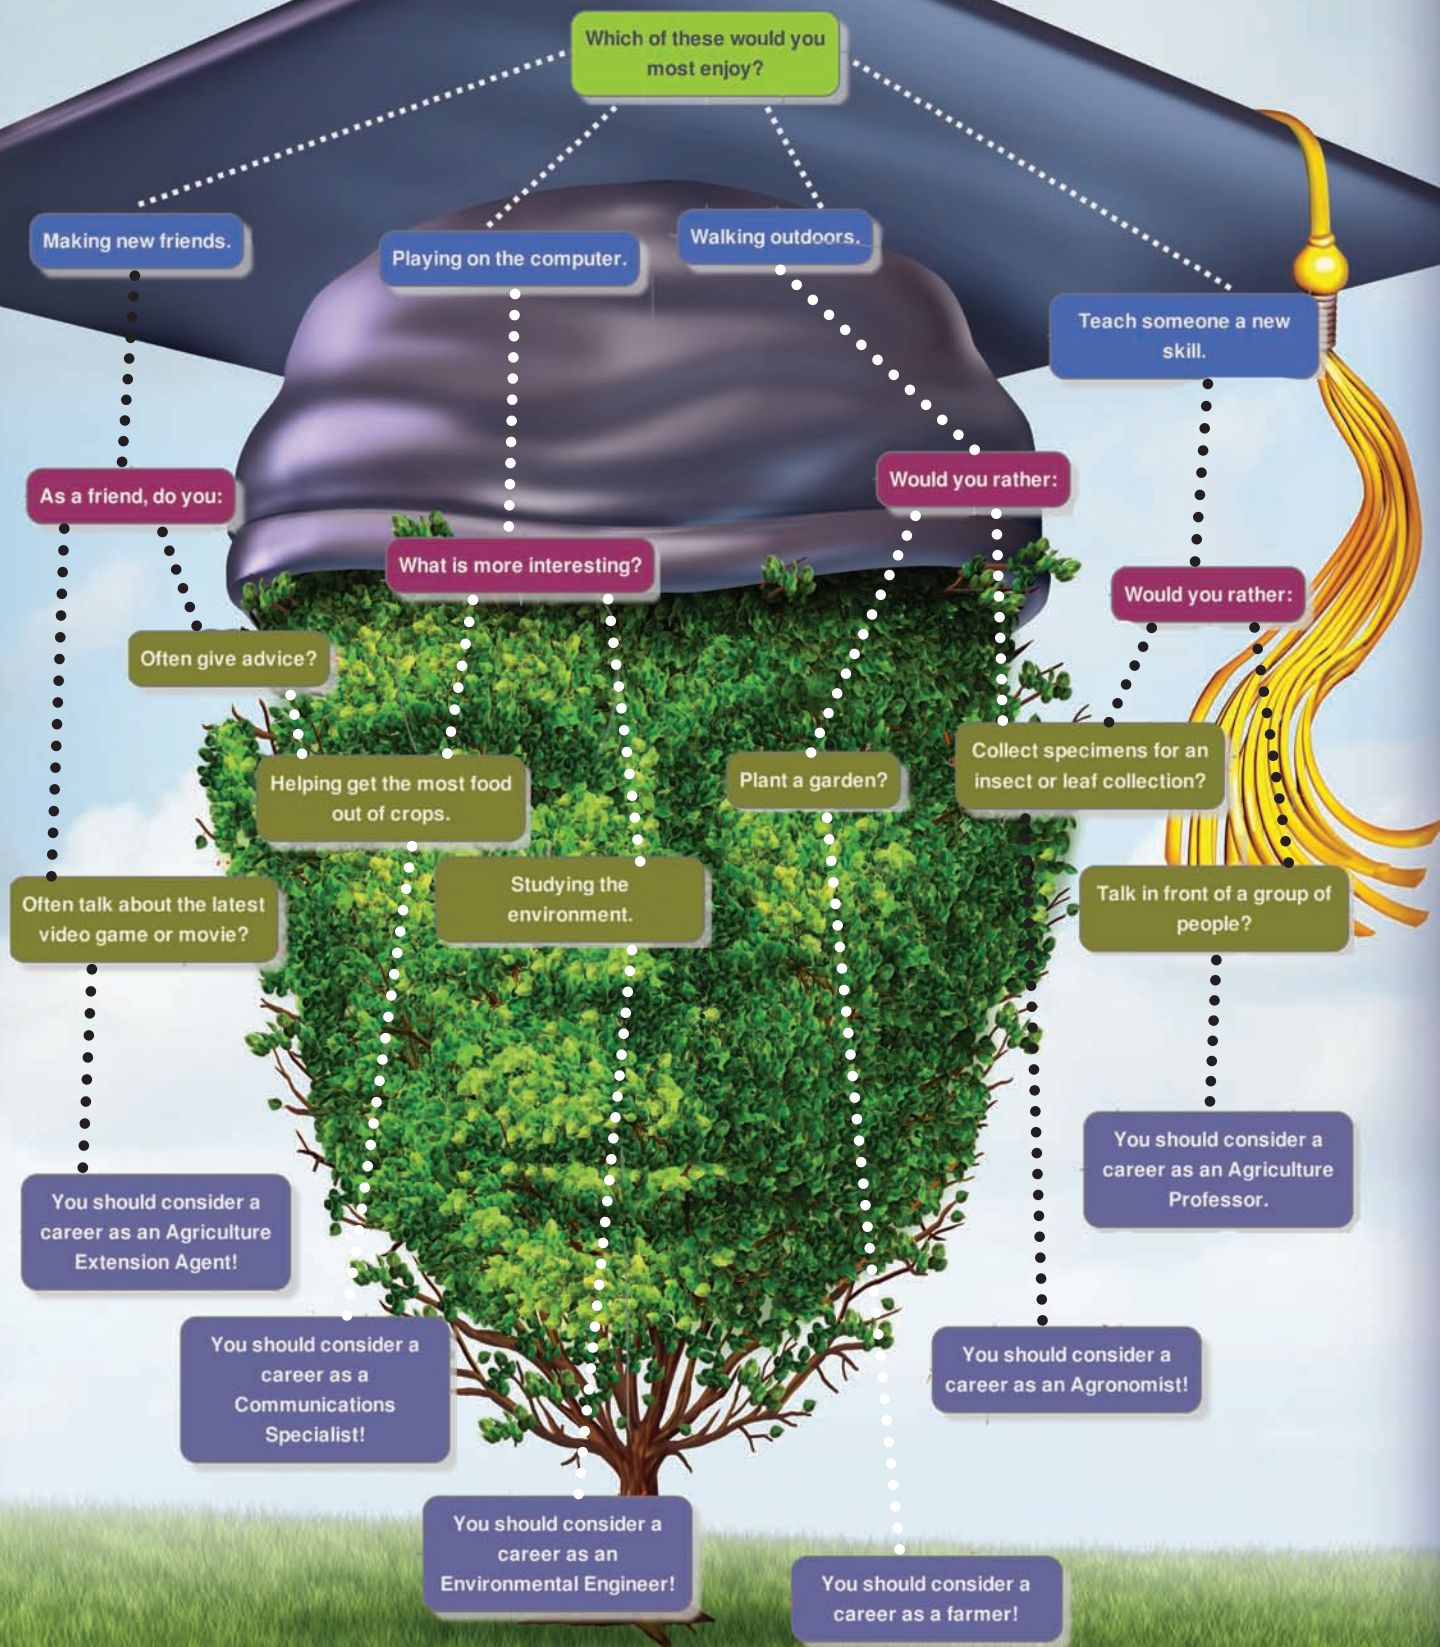 Which of these would you
most enjoy?
Making new friends.
Playing on the computer.
Walking outdoors.
Teach someone a new
skill.
As a friend, do you:
What is more interesting?
Would you rather:
Would you rather:
Often give advice?
Helping get the most food
out of crops.
Plant a garden?
Collect specimens for an
insect or leaf collection?
Often talk about the latest
video game or movie?
Studying the
environment.
Talk in front of a group of
people?
You should consider a
career as an Agriculture
Extension Agent!
You should consider a
career as an Agriculture
Professor.
You should consider a
career as a
Communications
Specialist!
You should consider a
career as an Agronomist!
You should consider a
career as an
Environmental Engineer!
You should consider a
career as a farmer!